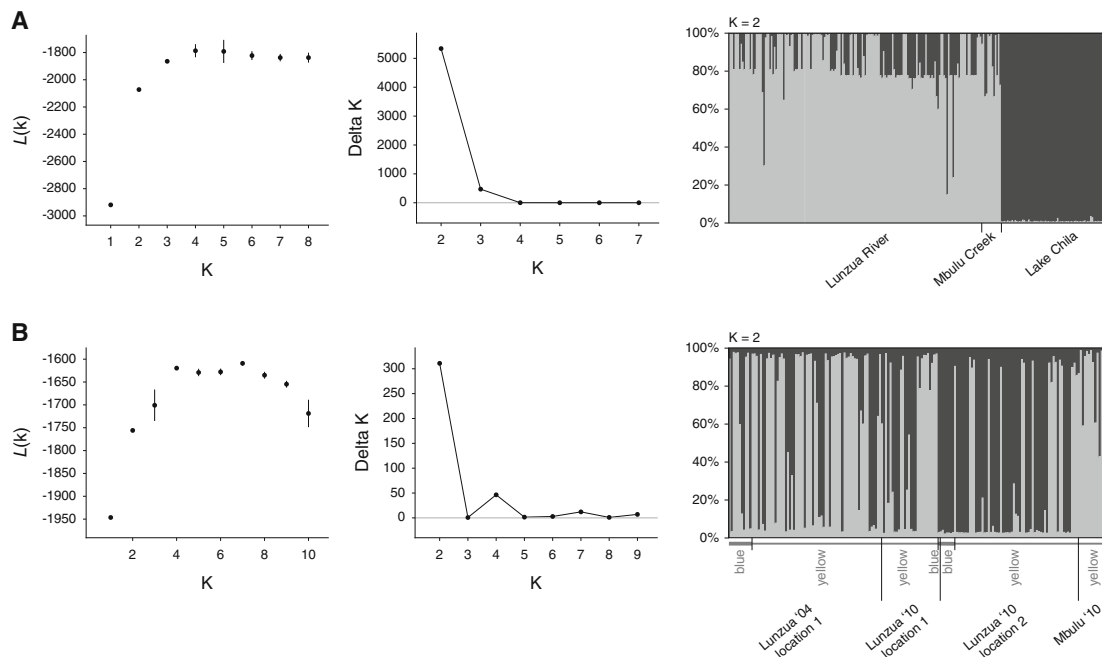 A
L(k)
-1800
-2000
-2200
-2400
-2600
-2800
-3000
1 2 3 4 5 6 7 8
K
Delta K
5000
4000
3000
2000
1000
0
2 3 4 5 6 7
K
K = 2
100%
80%
60%
40%
20%
0%
Lunzua River
Mbulu Creek
Lake Chila
B
L(k)
-1600
-1650
-1700
-1750
-1800
-1850
-1900
-1950
2 4 6 8 10
K
Delta K
300
250
200
150
100
50
0
2 3 4 5 6 7 8 9
K
K = 2
100%
80%
60%
40%
20%
0%
blue
yellow
yellow
blue
blue
yellow
yellow
Lunzua '04
location 1
Lunzua '10
location 1
Lunzua '10
location 2
Mbulu '10